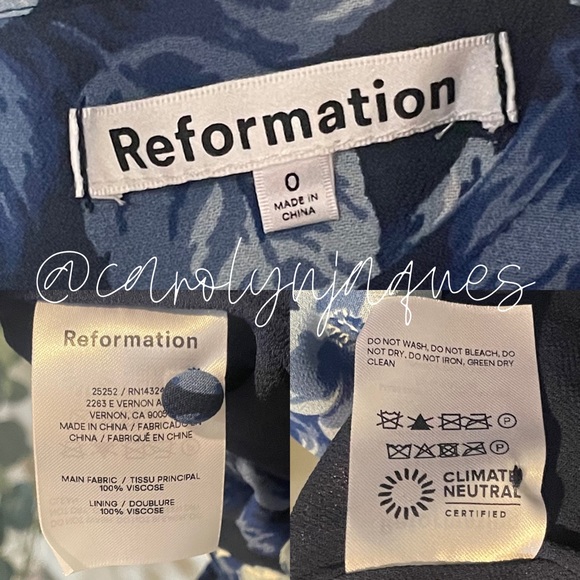 Reformation
0
MADE IN
CHINA
@carolynjaques
Reformation
25252 / RN14324
2263 E VERNON
VERNON, CA 9005
MADE IN CHINA / FABRICADO
CHINA / FABRIQUÉ EN CHINE
MAIN FABRIC / TISSU PRINCIPAL
100% VISCOSE
LINING / DOUBLURE
100% VISCOSE
DO NOT WASH, DO NOT BLEACH, DO
NOT DRY, DO NOT IRON, GREEN DRY
CLEAN
P
P
CLIMATE
NEUTRAL
CERTIFIED